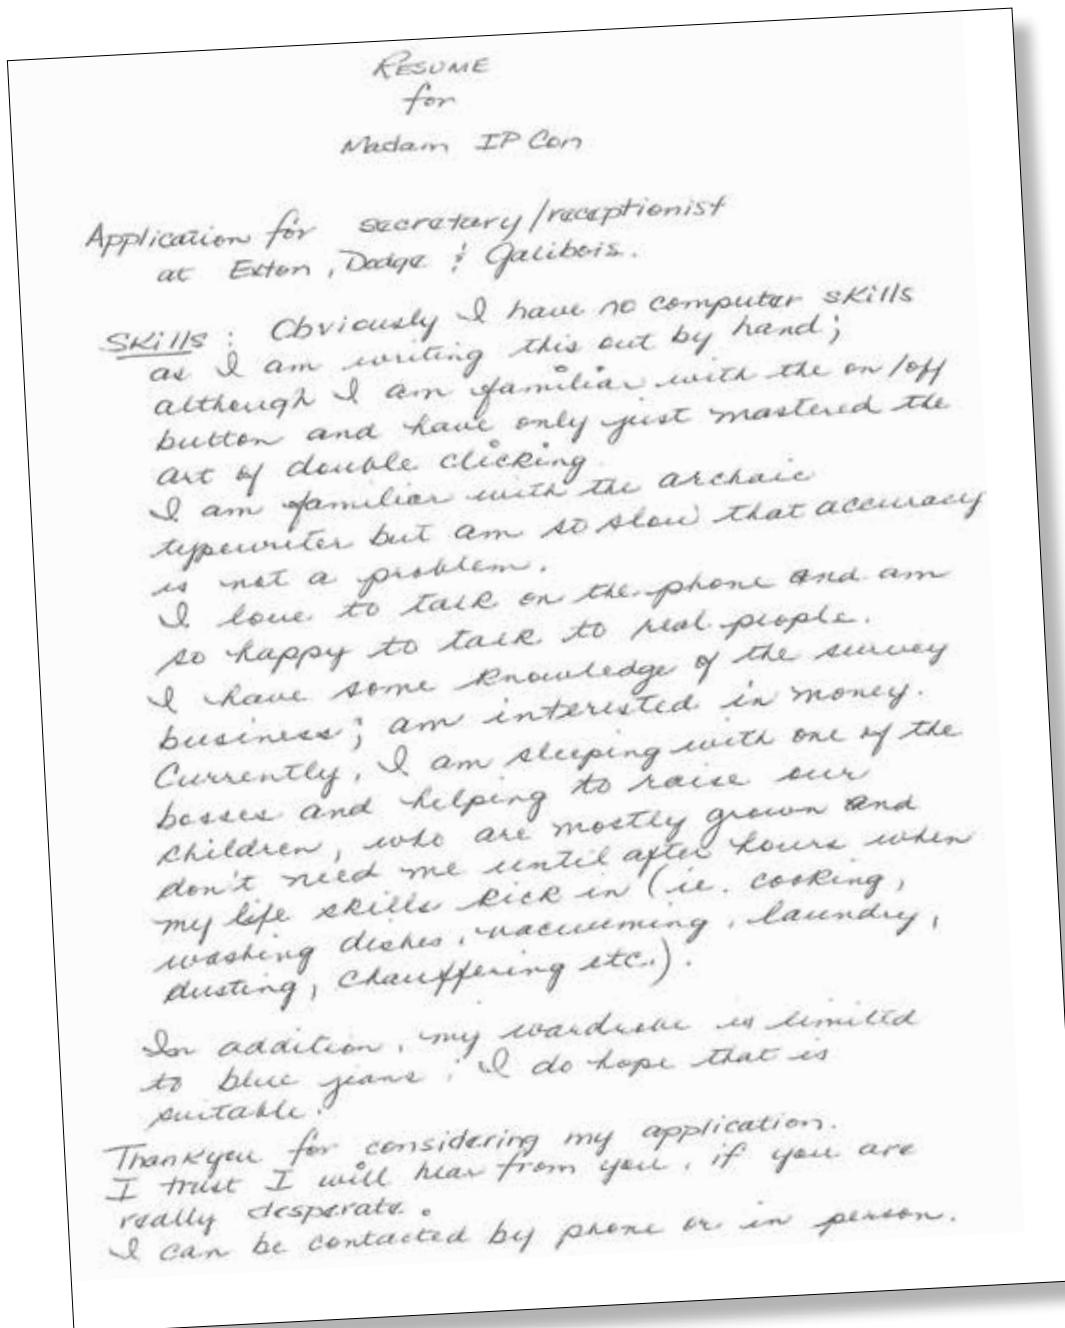 RESUME
for
Madam IP Con
Application for secretary/receptionist
at Exton, Dodge & Galibois.
Skills: Obviously I have no computer skills
as I am writing this out by hand;
although I am familiar with the on/off
button and have only just mastered the
art of double clicking
I am familiar with the archaic
typewriter but am so slow that accuracy
is not a problem.
I love to talk on the phone and am
so happy to talk to real people.
I have some knowledge of the survey
business; am interested in money.
Currently, I am sleeping with one of the
bosses and helping to raise our
children, who are mostly grown and
don't need me until after hours when
my life skills kick in (ie. cooking,
washing dishes, vacuuming, laundry,
dusting, chauffering etc.).
In addition, my wardrobe is limited
to blue jeans; I do hope that is
suitable.
Thankyou for considering my application.
I trust I will hear from you, if you are
really desperate.
I can be contacted by phone or in person.